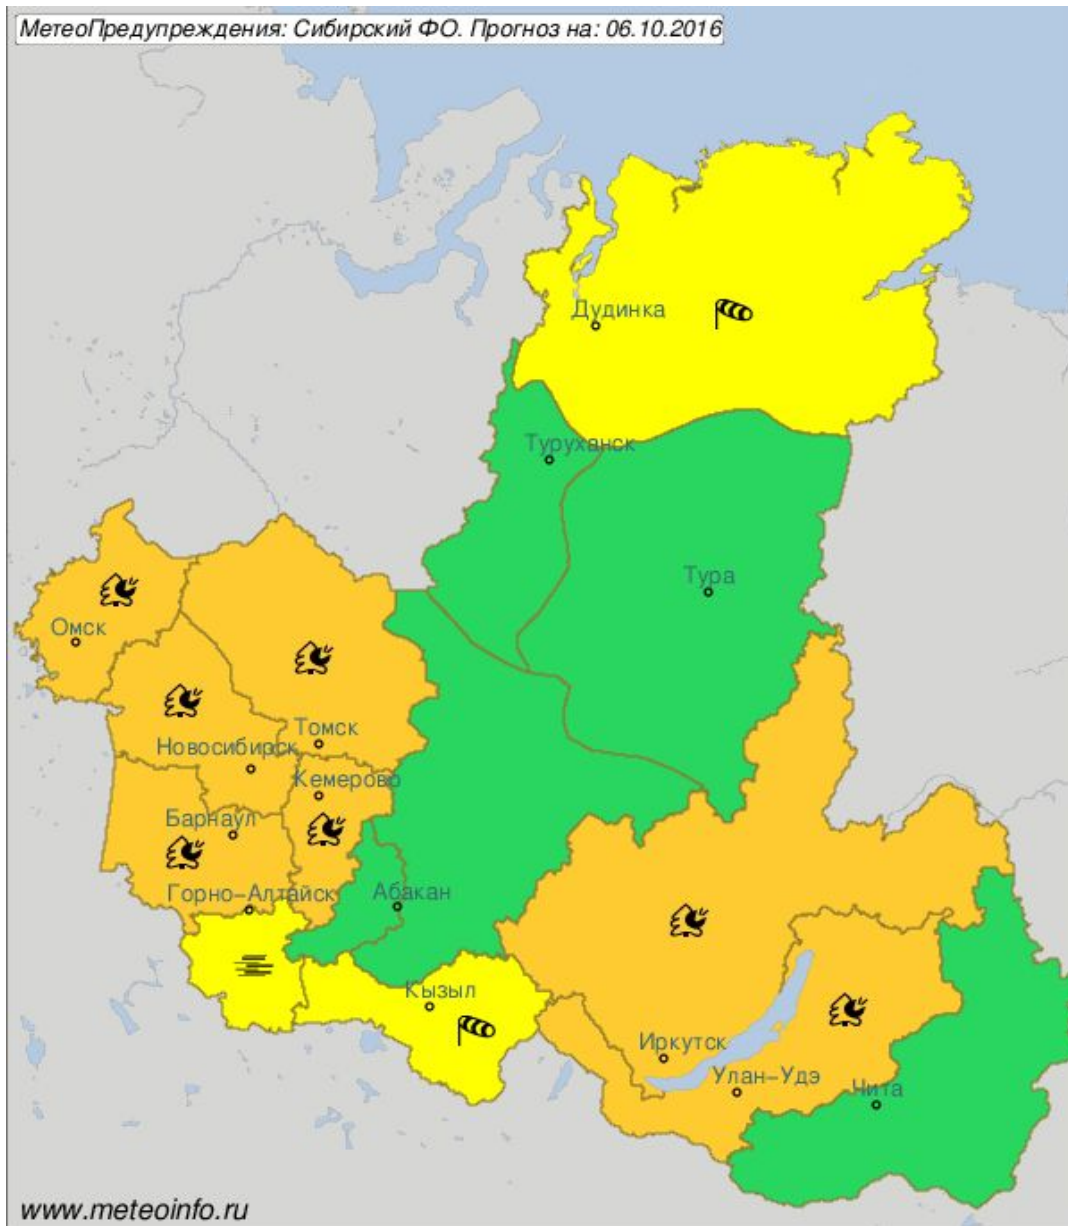 МетеоПредупреждения: Сибирский ФО. Прогноз на: 06.10.2016
Дудинка
Туруханск
Тура
Омск
Томск
Новосибирск
Кемерово
Барнаул
Горно-Алтайск
Абакан
Кызыл
Иркутск
Улан-Удэ
Чита
www.meteoinfo.ru